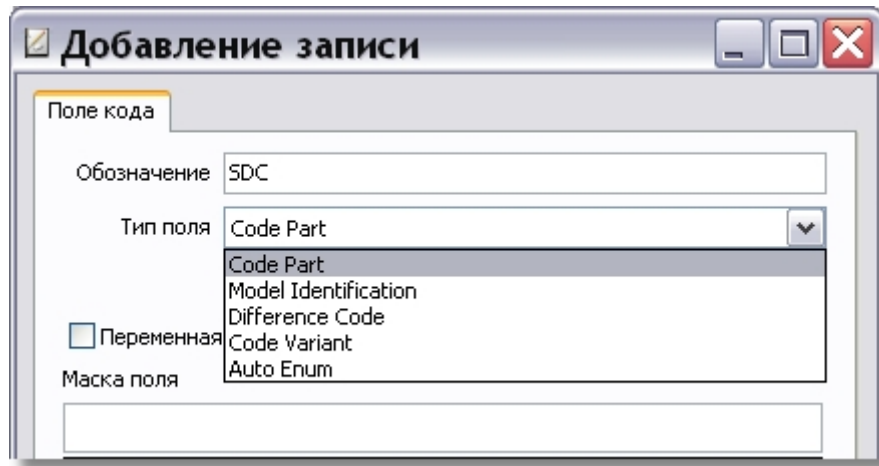 Добавление записи
Поле кода
Обозначение SDC
Тип поля Code Part
Code Part
Model Identification
Difference Code
Переменная Code Variant
Auto Enum
Маска поля